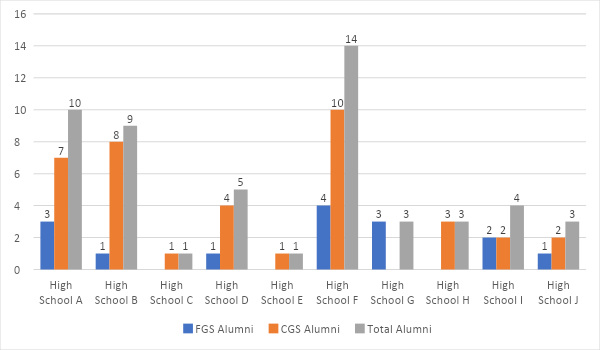 16
14
12
10
8
6
4
2
0
3 7 10
1 8 9
1 1
1 4 5
1 1
4 10 14
3 3
3 3
2 2 4
1 2 3
High School A
High School B
High School C
High School D
High School E
High School F
High School G
High School H
High School I
High School J
FGS Alumni CGS Alumni Total Alumni